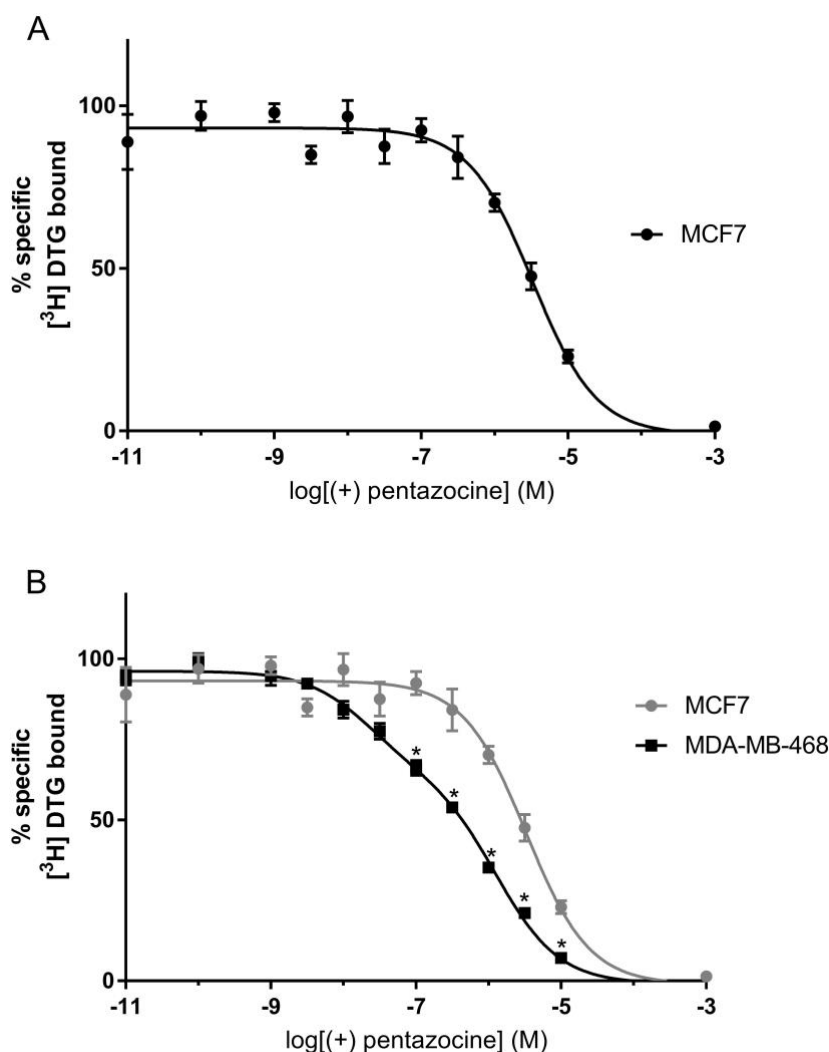 A
100
50
0
% specific
[³H] DTG bound
-11
-9
-7
-5
-3
log[(+) pentazocine] (M)
MCF7
B
100
50
0
% specific
[³H] DTG bound
*
*
*
*
*
-11
-9
-7
-5
-3
log[(+) pentazocine] (M)
MCF7
MDA-MB-468